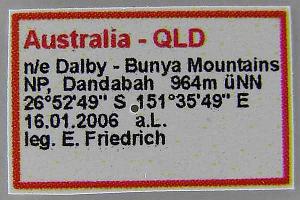 Australia - QLD
n/e Dalby - Bunya Mountains
NP, Dandabah 964m üNN
26°52'49" S 151°35'49" E
16.01.2006 a.L.
leg. E. Friedrich